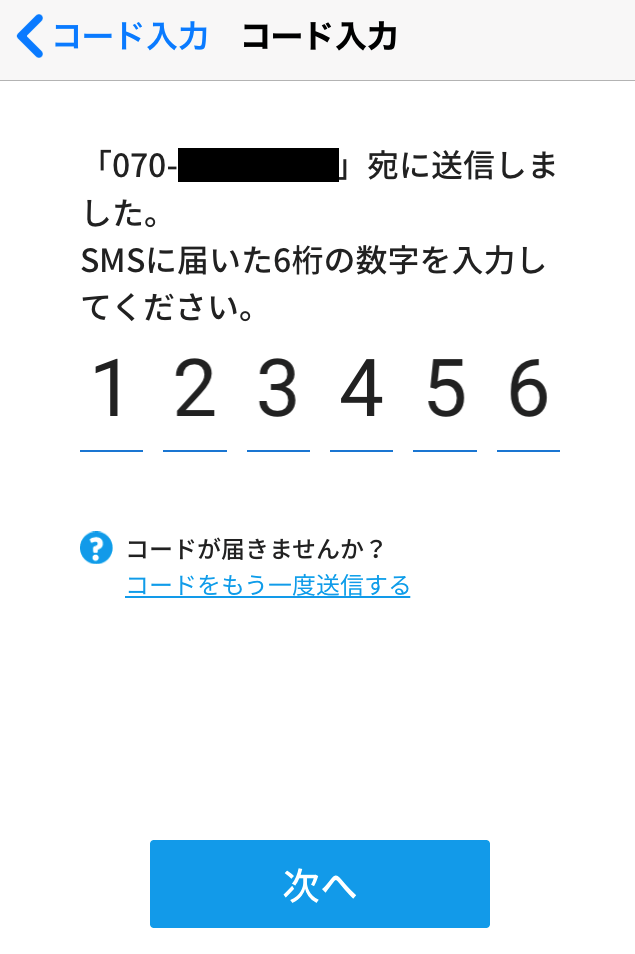 コード入力 コード入力
「070-」宛に送信しま
した。
SMSに届いた6桁の数字を入力し
てください。
1 2 3 4 5 6
? コードが届きませんか？
コードをもう一度送信する
次へ